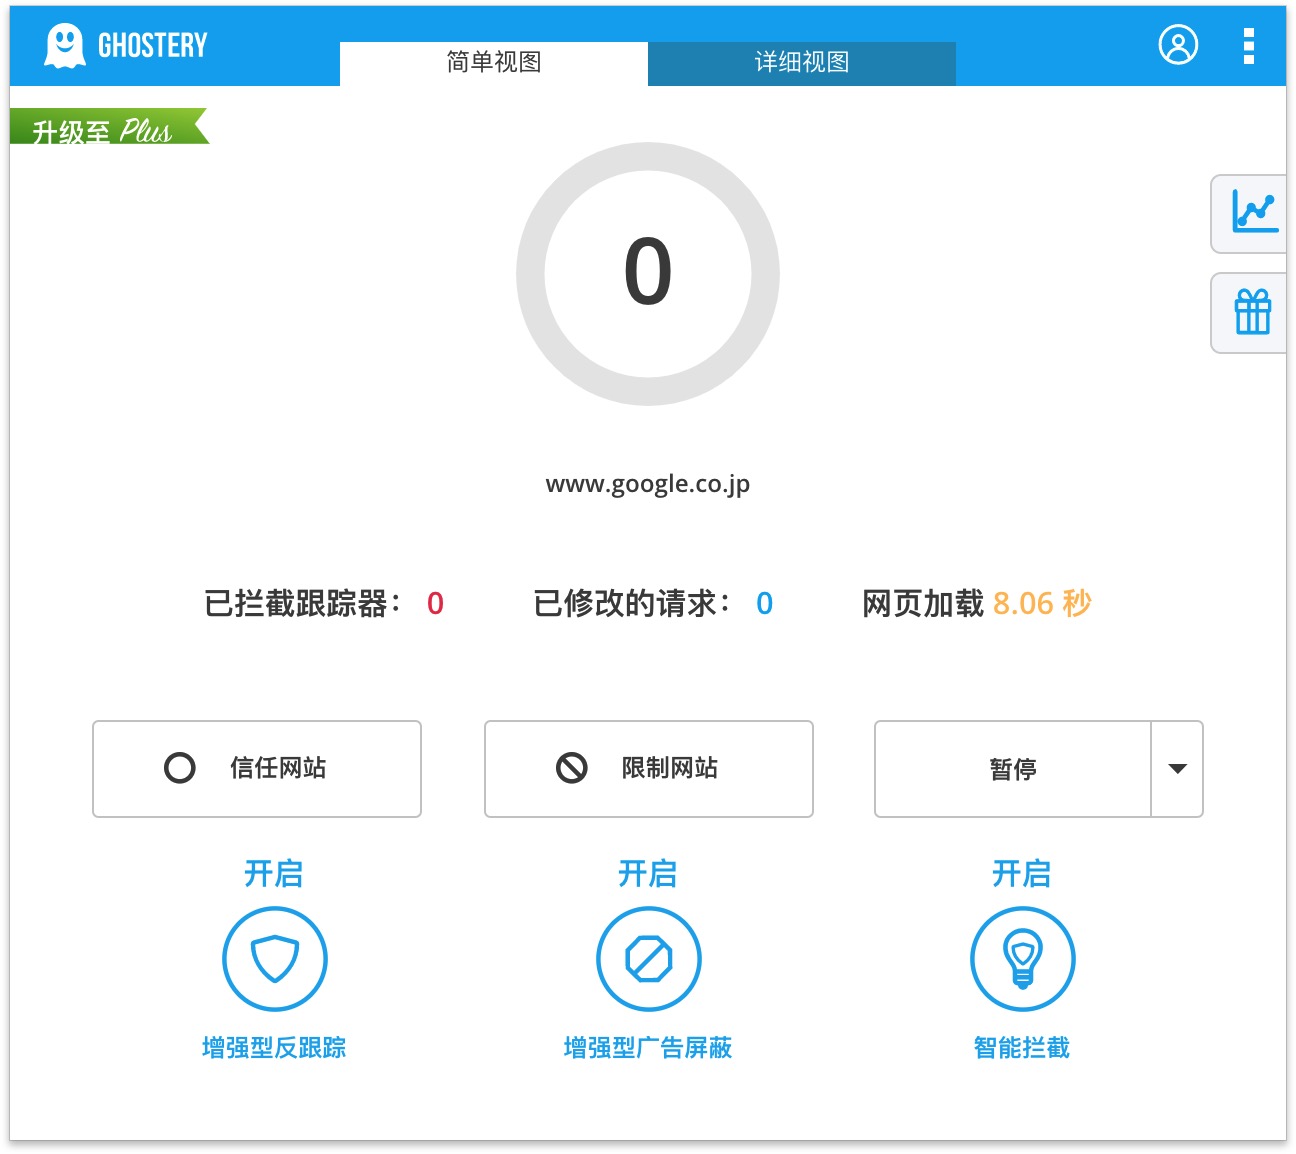 GHOSTERY
简单视图
详细视图
升级至 Plus
0
www.google.co.jp
已拦截跟踪器： 0
已修改的请求： 0
网页加载 8.06 秒
信任网站
限制网站
暂停
开启
开启
开启
增强型反跟踪
增强型广告屏蔽
智能拦截